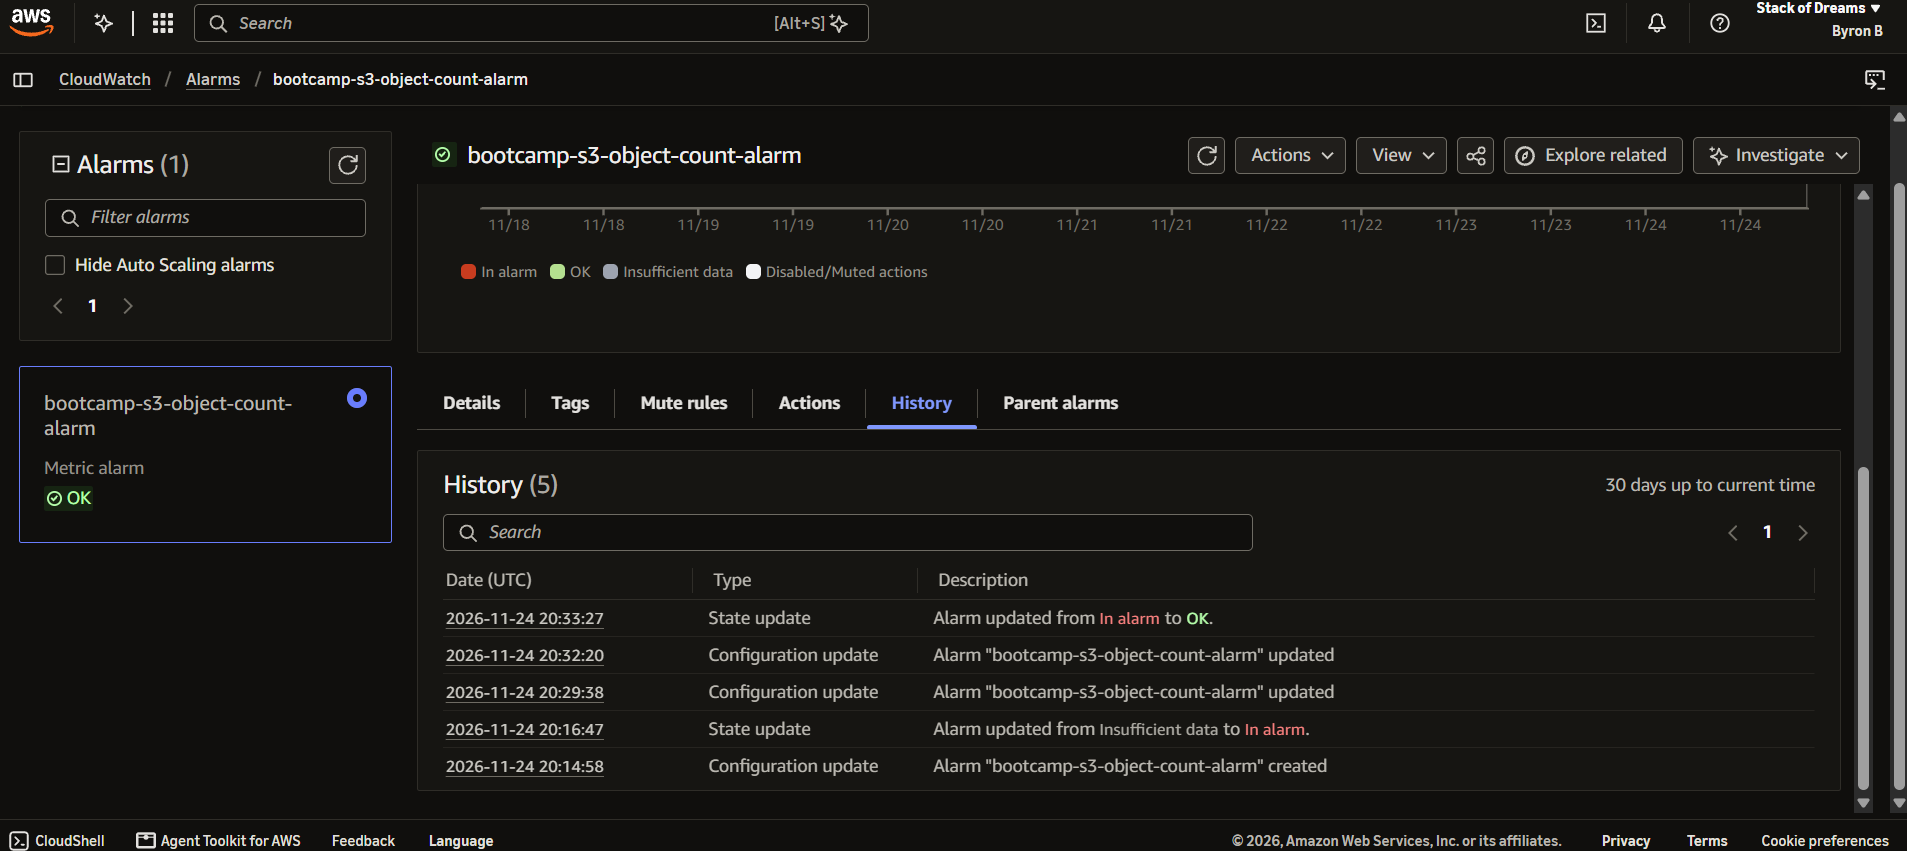 aws
Search [Alt+S]
Stack of Dreams
Byron B
CloudWatch / Alarms / bootcamp-s3-object-count-alarm
Alarms (1)
Filter alarms
Hide Auto Scaling alarms
1
bootcamp-s3-object-count-
alarm
Metric alarm
OK
bootcamp-s3-object-count-alarm
Actions View Explore related Investigate
11/18 11/18 11/19 11/19 11/20 11/20 11/21 11/21 11/22 11/22 11/23 11/23 11/24 11/24
In alarm OK Insufficient data Disabled/Muted actions
Details Tags Mute rules Actions History Parent alarms
History (5) 30 days up to current time
Search 1
Date (UTC) Type Description
2026-11-24 20:33:27 State update Alarm updated from In alarm to OK.
2026-11-24 20:32:20 Configuration update Alarm "bootcamp-s3-object-count-alarm" updated
2026-11-24 20:29:38 Configuration update Alarm "bootcamp-s3-object-count-alarm" updated
2026-11-24 20:16:47 State update Alarm updated from Insufficient data to In alarm.
2026-11-24 20:14:58 Configuration update Alarm "bootcamp-s3-object-count-alarm" created
CloudShell Agent Toolkit for AWS Feedback Language © 2026, Amazon Web Services, Inc. or its affiliates. Privacy Terms Cookie preferences